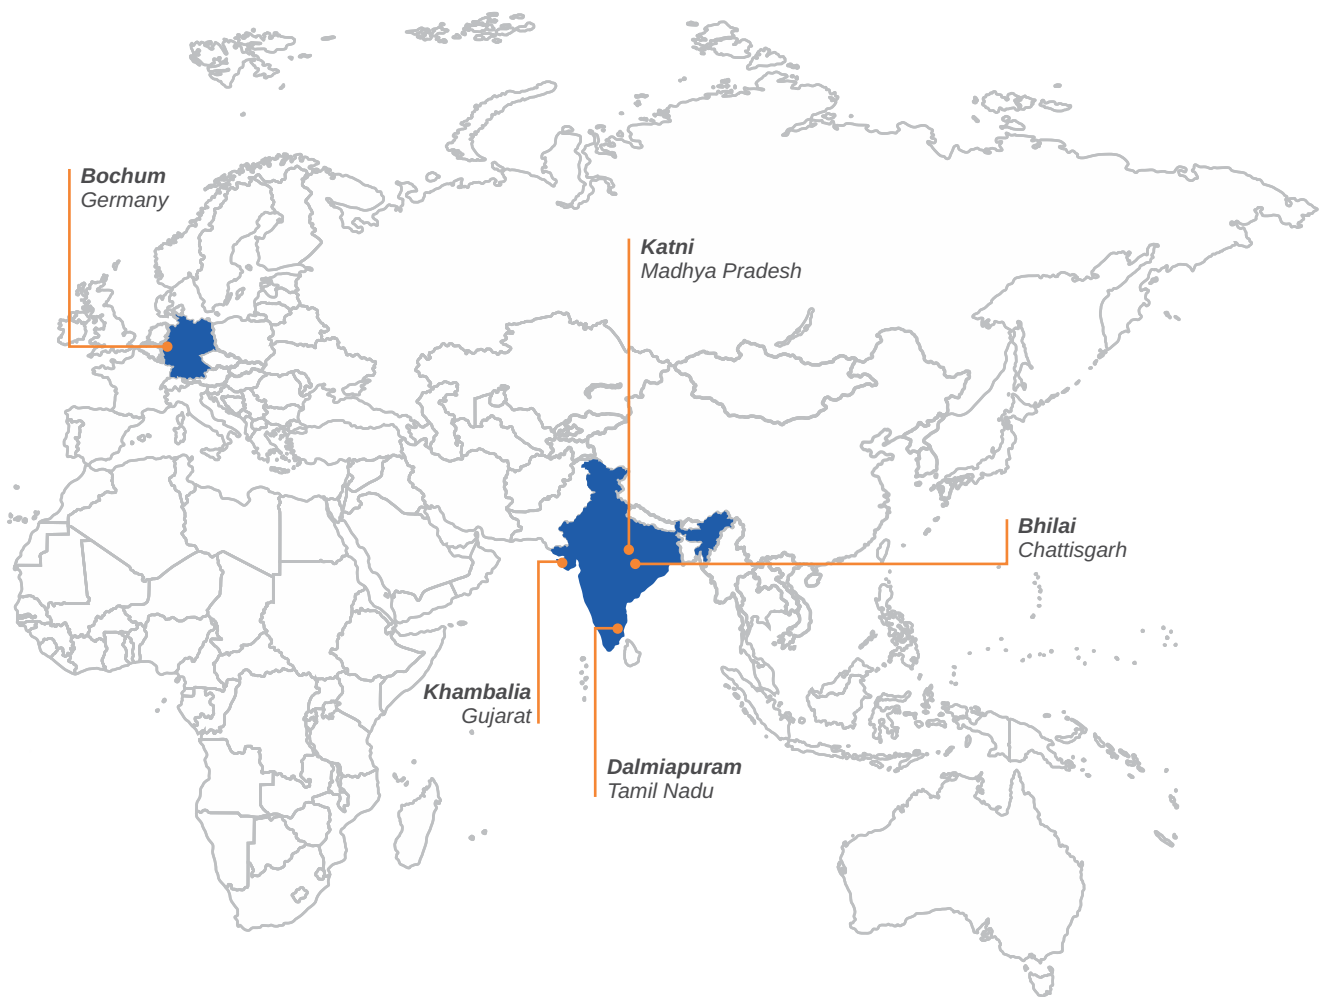 Bochum
Germany
Katni
Madhya Pradesh
Bhilai
Chattisgarh
Khambalia
Gujarat
Dalmiapuram
Tamil Nadu